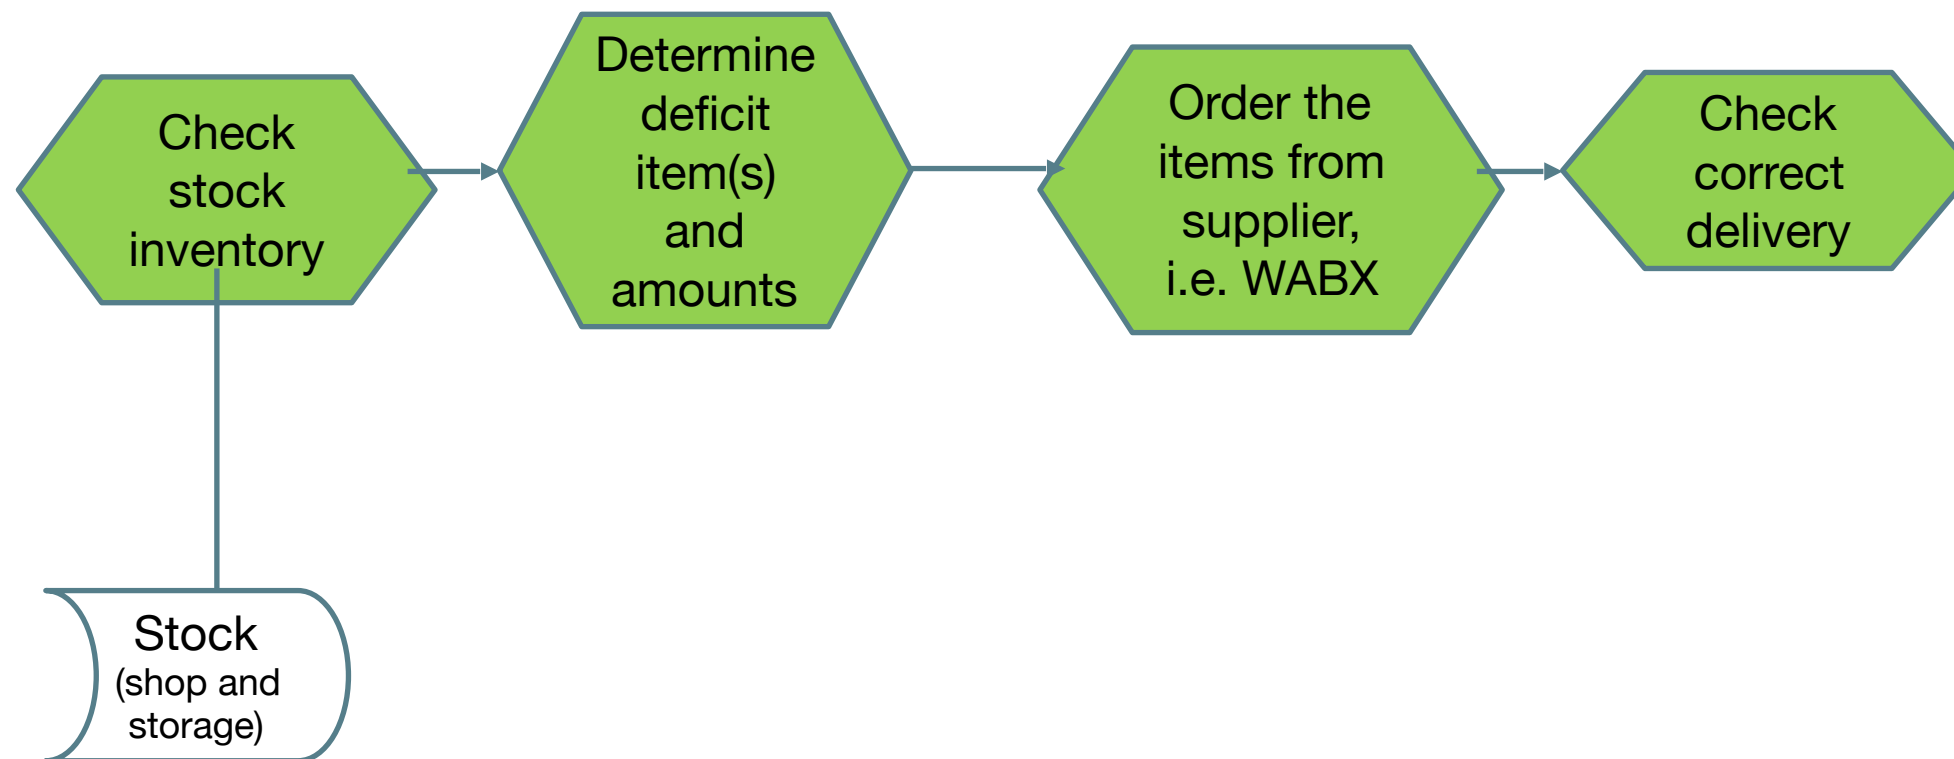 Check
stock
inventory
Determine
deficit
item(s)
and
amounts
Order the
items from
supplier,
i.e. WABX
Check
correct
delivery
Stock
(shop and
storage)